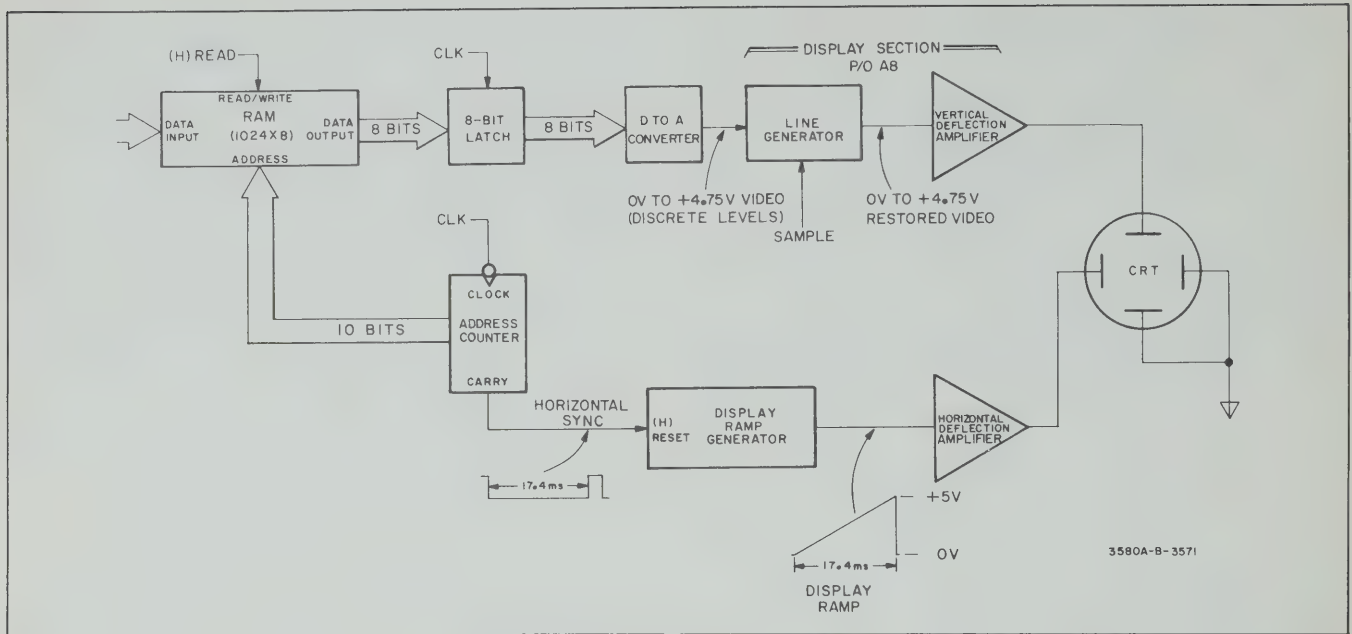 (H) READ
CLK
DISPLAY SECTION
P/O A8
READ/WRITE
RAM
(1024X8)
DATA
INPUT
DATA
OUTPUT
ADDRESS
8 BITS
8-BIT
LATCH
8 BITS
D TO A
CONVERTER
LINE
GENERATOR
VERTICAL
DEFLECTION
AMPLIFIER
0V TO +4.75V VIDEO
(DISCRETE LEVELS)
SAMPLE
0V TO +4.75V
RESTORED VIDEO
CLK
CRT
CLOCK
ADDRESS
COUNTER
CARRY
10 BITS
HORIZONTAL
SYNC
(H)
RESET
DISPLAY
RAMP
GENERATOR
HORIZONTAL
DEFLECTION
AMPLIFIER
17.4ms
+5V
0V
17.4ms
DISPLAY
RAMP
3580A-B-3571